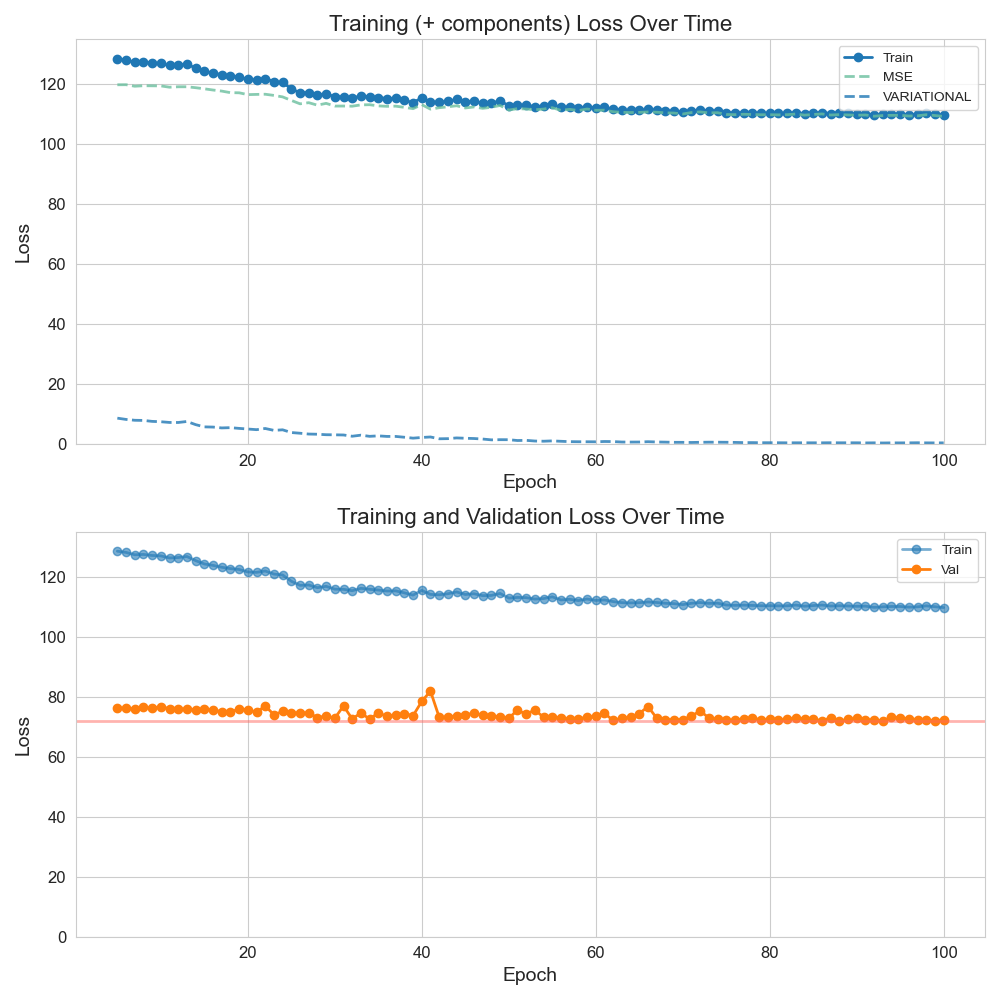 Training (+ components) Loss Over Time
Train
MSE
VARIATIONAL
Loss
120
100
80
60
40
20
0
20 40 60 80 100
Epoch
Training and Validation Loss Over Time
Train
Val
Loss
120
100
80
60
40
20
0
20 40 60 80 100
Epoch